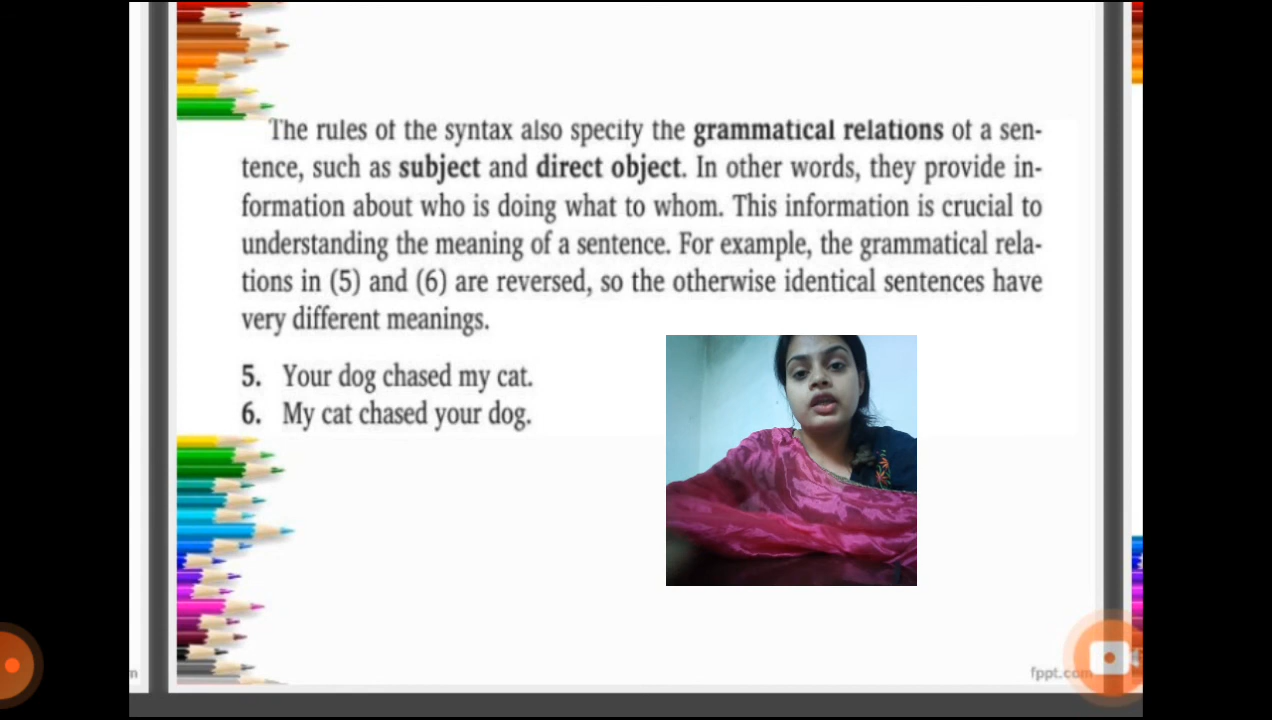 The rules of the syntax also specify the grammatical relations of a sen-
tence, such as subject and direct object. In other words, they provide in-
formation about who is doing what to whom. This information is crucial to
understanding the meaning of a sentence. For example, the grammatical rela-
tions in (5) and (6) are reversed, so the otherwise identical sentences have
very different meanings.
5. Your dog chased my cat.
6. My cat chased your dog.
m
fppt.com